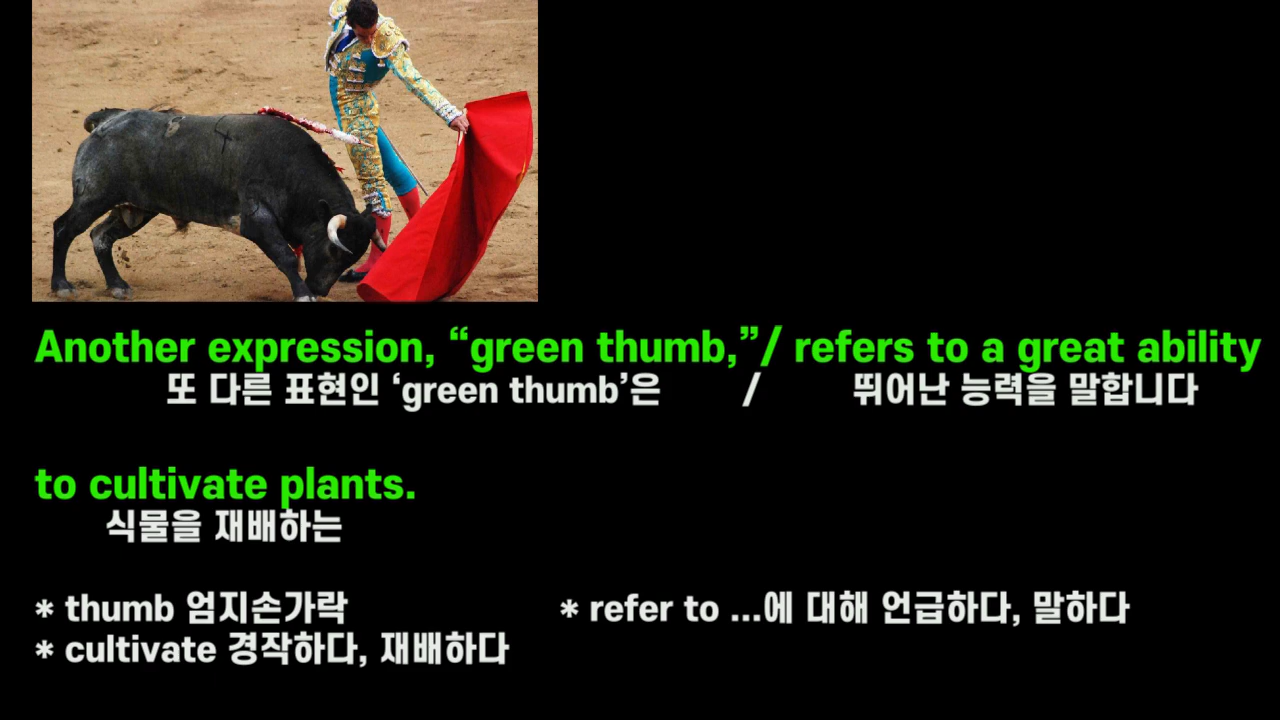 Another expression, “green thumb,”/ refers to a great ability
또 다른 표현인 ‘green thumb’은 / 뛰어난 능력을 말합니다
to cultivate plants.
식물을 재배하는
* thumb 엄지손가락 * refer to ...에 대해 언급하다, 말하다
* cultivate 경작하다, 재배하다